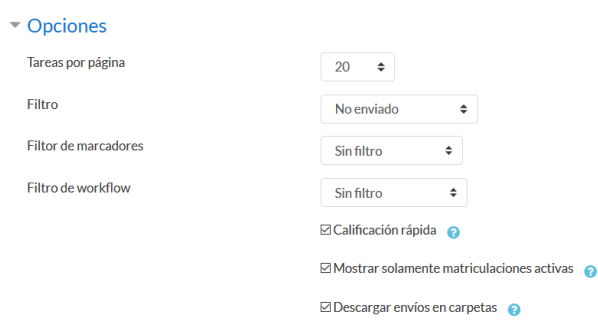 Opciones
Tareas por página 20
Filtro No enviado
Filtor de marcadores Sin filtro
Filtro de workflow Sin filtro
Calificación rápida ?
Mostrar solamente matriculaciones activas ?
Descargar envíos en carpetas ?